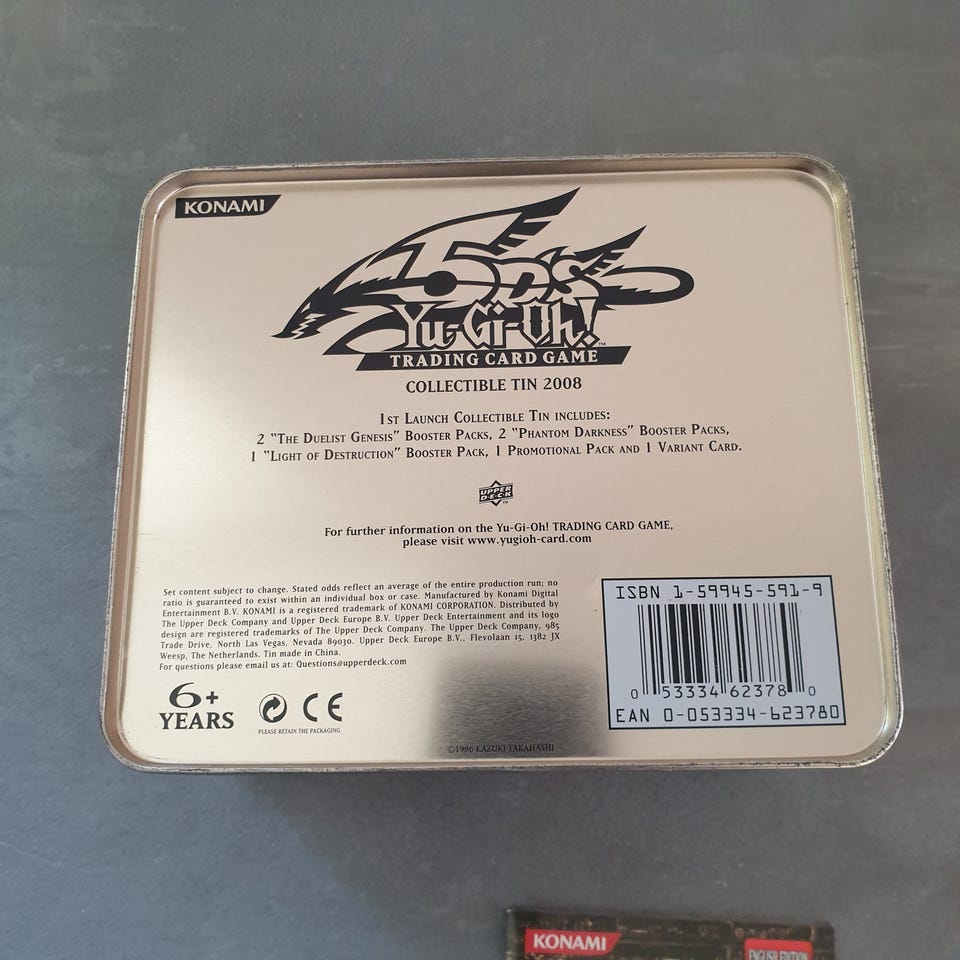 KONAMI
5D's
Yu-Gi-Oh!™
TRADING CARD GAME
COLLECTIBLE TIN 2008
1ST LAUNCH COLLECTIBLE TIN INCLUDES:
2 "THE DUELIST GENESIS" BOOSTER PACKS, 2 "PHANTOM DARKNESS" BOOSTER PACKS,
1 "LIGHT OF DESTRUCTION" BOOSTER PACK, 1 PROMOTIONAL PACK AND 1 VARIANT CARD.
UPPER
D·E·C·K™
For further information on the Yu-Gi-Oh! TRADING CARD GAME,
please visit www.yugioh-card.com
Set content subject to change. Stated odds reflect an average of the entire production run; no
ratio is guaranteed to exist within an individual box or case. Manufactured by Konami Digital
Entertainment B.V. KONAMI is a registered trademark of KONAMI CORPORATION. Distributed by
The Upper Deck Company and Upper Deck Europe B.V. Upper Deck Entertainment and its logo
design are registered trademarks of The Upper Deck Company. The Upper Deck Company, 985
Trade Drive, North Las Vegas, Nevada 89030. Upper Deck Europe B.V., Flevolaan 15, 1382 JX
Weesp, The Netherlands. Tin made in China.
For questions please email us at: Questions@upperdeck.com
6+
YEARS
CE
PLEASE RETAIN THE PACKAGING
©1996 KAZUKI TAKAHASHI
ISBN 1-59945-591-9
0 53334 62378 0
EAN 0-053334-623780
KONAMI
ENGLISH EDITION